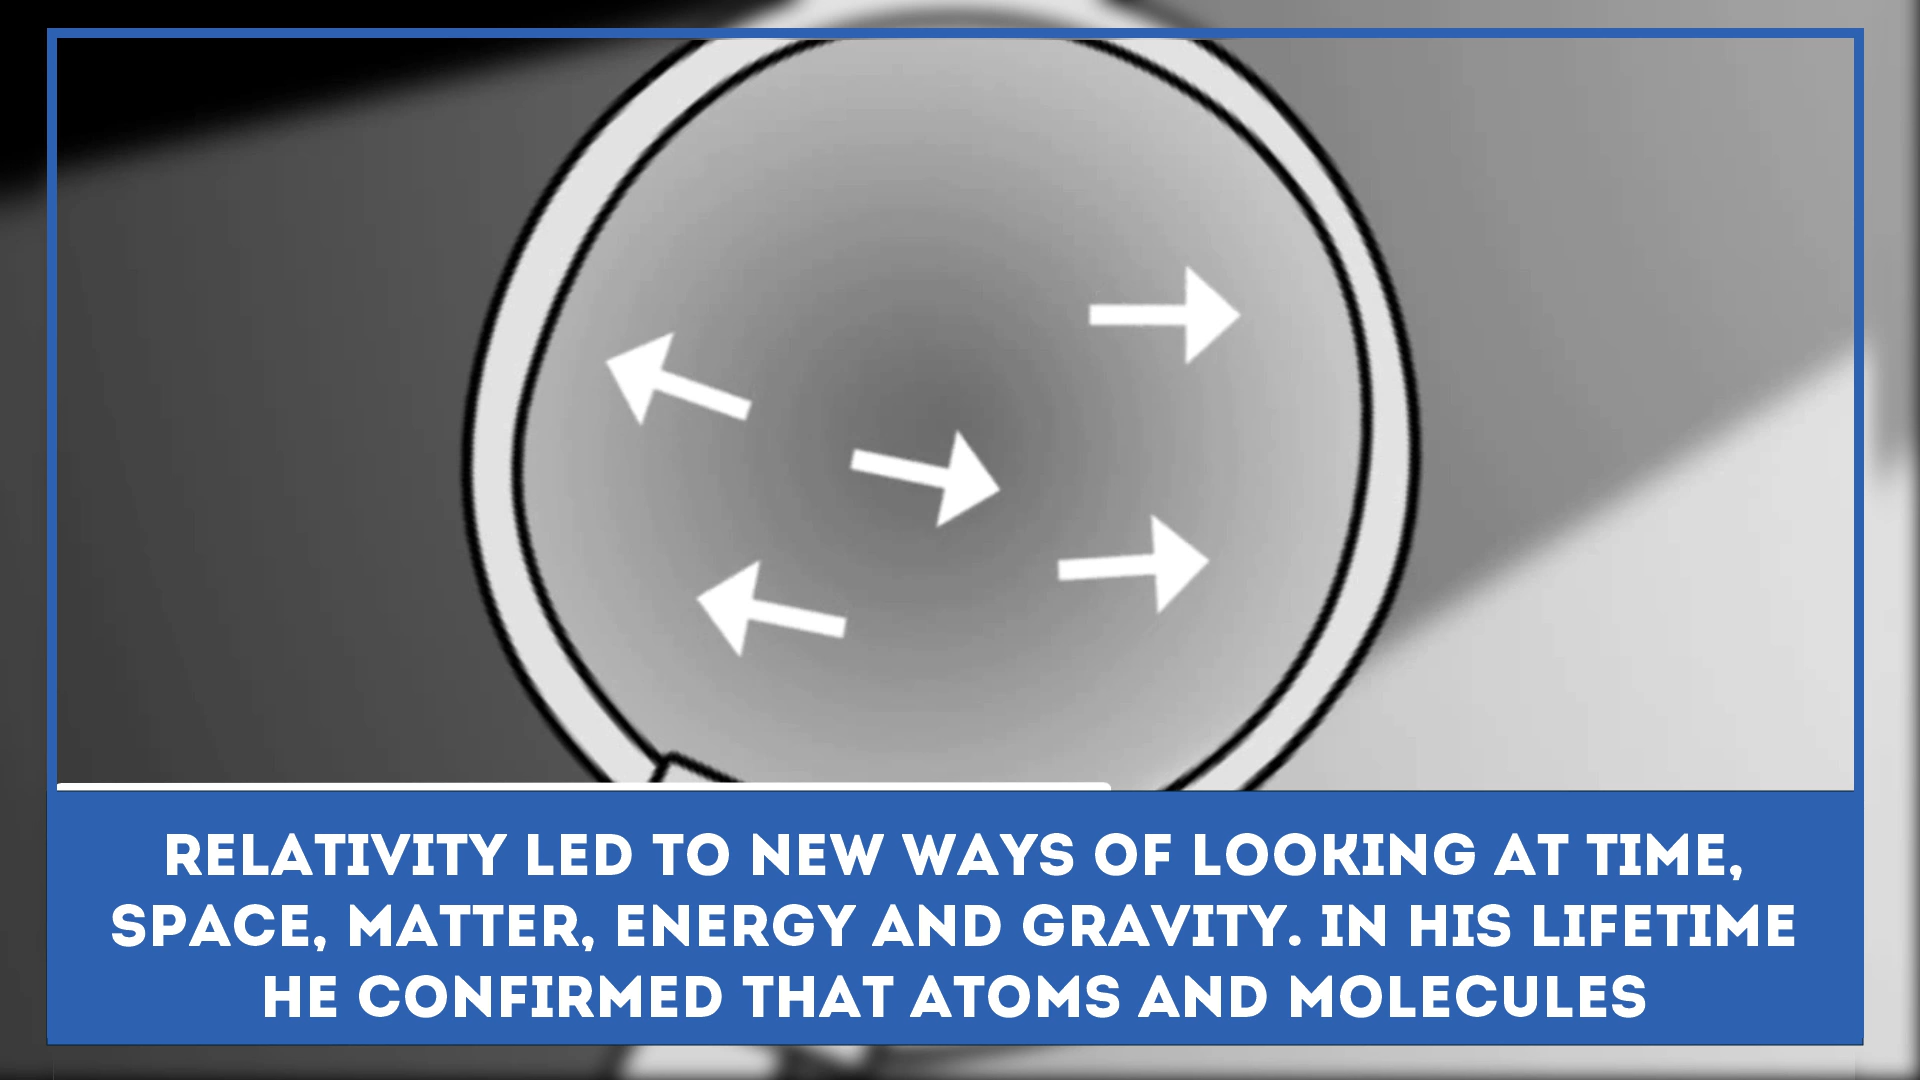 RELATIVITY LED TO NEW WAYS OF LOOKING AT TIME,
SPACE, MATTER, ENERGY AND GRAVITY. IN HIS LIFETIME
HE CONFIRMED THAT ATOMS AND MOLECULES